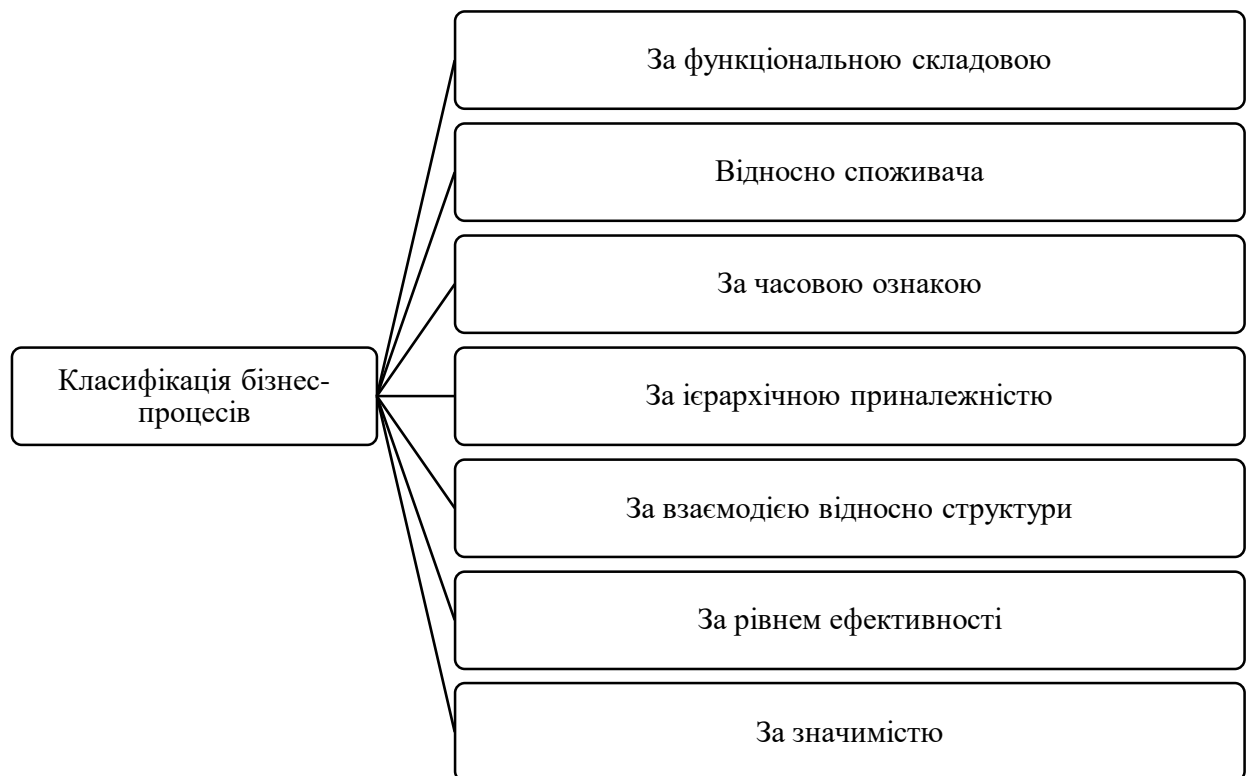 За функціональною складовою
Відносно споживача
За часовою ознакою
Класифікація бізнес-
процесів
За ієрархічною приналежністю
За взаємодією відносно структури
За рівнем ефективності
За значимістю